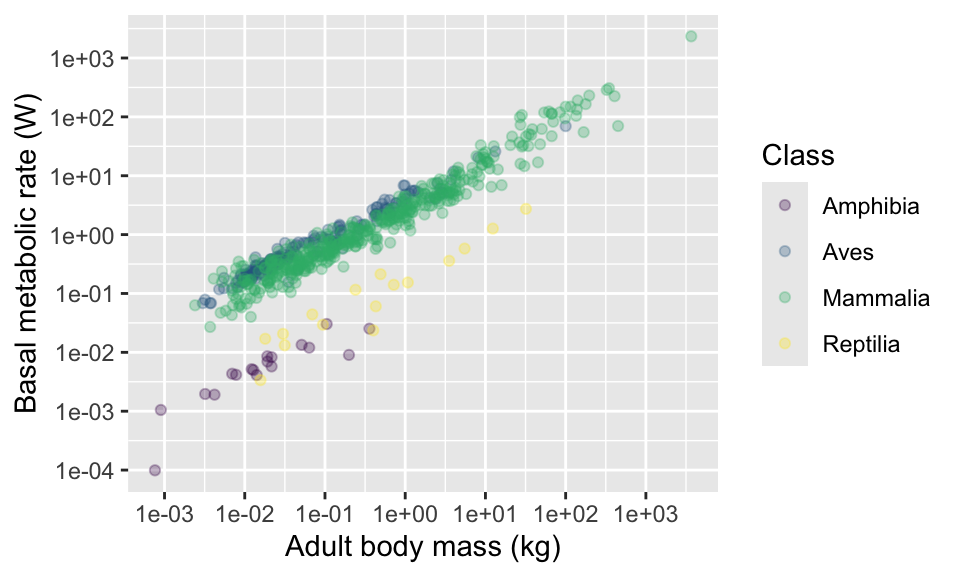 Basal metabolic rate (W)
1e+03
1e+02
1e+01
1e+00
1e-01
1e-02
1e-03
1e-04
1e-03 1e-02 1e-01 1e+00 1e+01 1e+02 1e+03
Adult body mass (kg)
Class
Amphibia
Aves
Mammalia
Reptilia